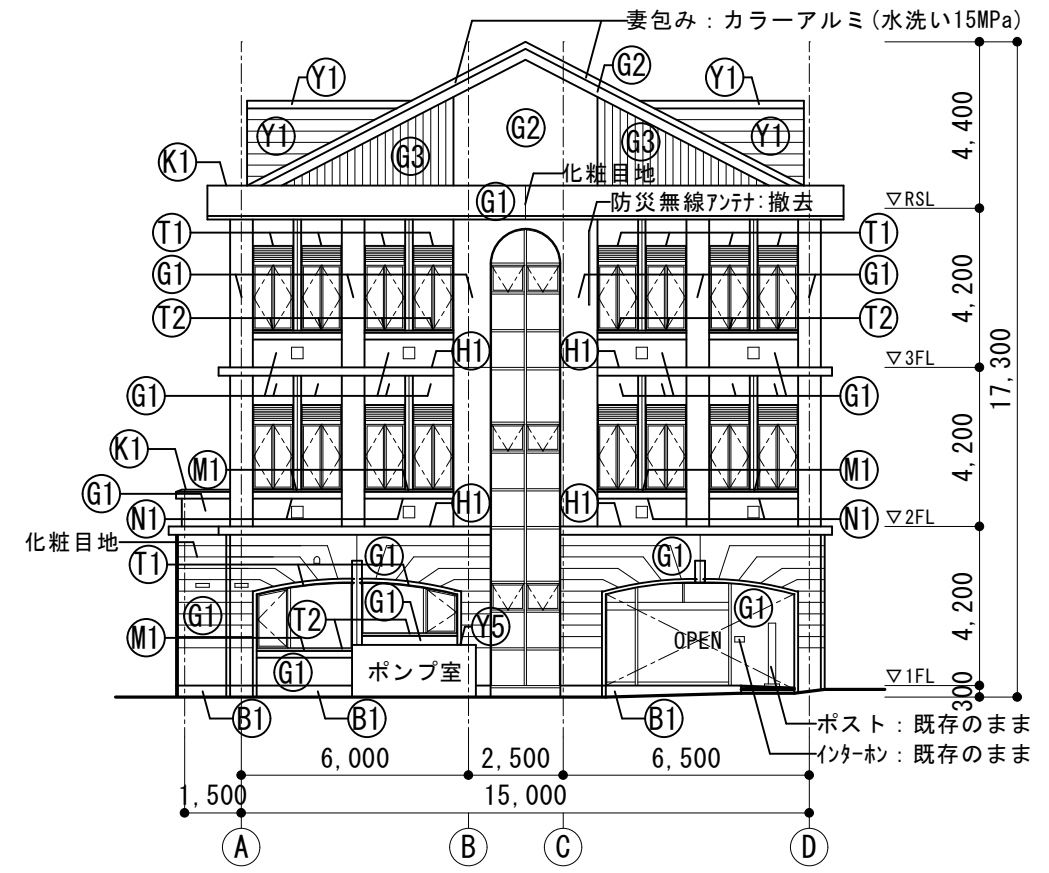 妻包み：カラーアルミ(水洗い15MPa)
Y1
G2
Y1
Y1
G2
Y1
4,400
G3
G3
K1
化粧目地
G1
防災無線アンテナ:撤去
▽RSL
T1
T1
G1
G1
4,200
T2
T2
H1
H1
▽3FL
17,300
G1
G1
K1
M1
M1
4,200
G1
N1
H1
H1
N1
▽2FL
化粧目地
T1
G1
G1
4,200
G1
G1
G1
T2
Y5
M1
OPEN
G1
ポンプ室
▽1FL
300
B1
B1
B1
ポスト：既存のまま
インターホン：既存のまま
6,000
2,500
6,500
1,500
15,000
A
B
C
D